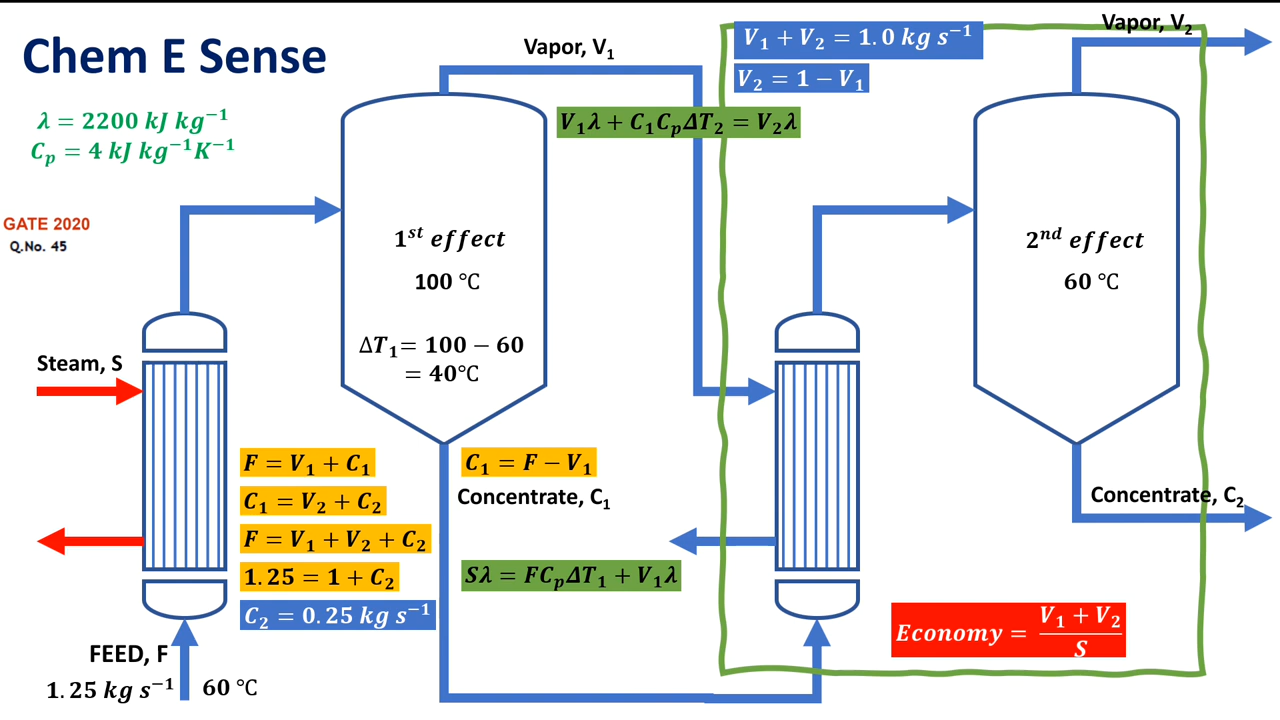 Chem E Sense
λ = 2200 kJ kg⁻¹
Cₚ = 4 kJ kg⁻¹K⁻¹
GATE 2020
Q.No. 45
Vapor, V₁
V₁ + V₂ = 1.0 kg s⁻¹
V₂ = 1 − V₁
Vapor, V₂
V₁λ + C₁CₚΔT₂ = V₂λ
1ˢᵗ effect
100 °C
ΔT₁= 100 − 60
= 40°C
2ⁿᵈ effect
60 °C
Steam, S
F = V₁ + C₁
C₁ = V₂ + C₂
F = V₁ + V₂ + C₂
1.25 = 1 + C₂
C₂ = 0.25 kg s⁻¹
C₁ = F − V₁
Concentrate, C₁
Sλ = FCₚΔT₁ + V₁λ
Concentrate, C₂
Economy = (V₁ + V₂)/S
FEED, F
1.25 kg s⁻¹
60 °C